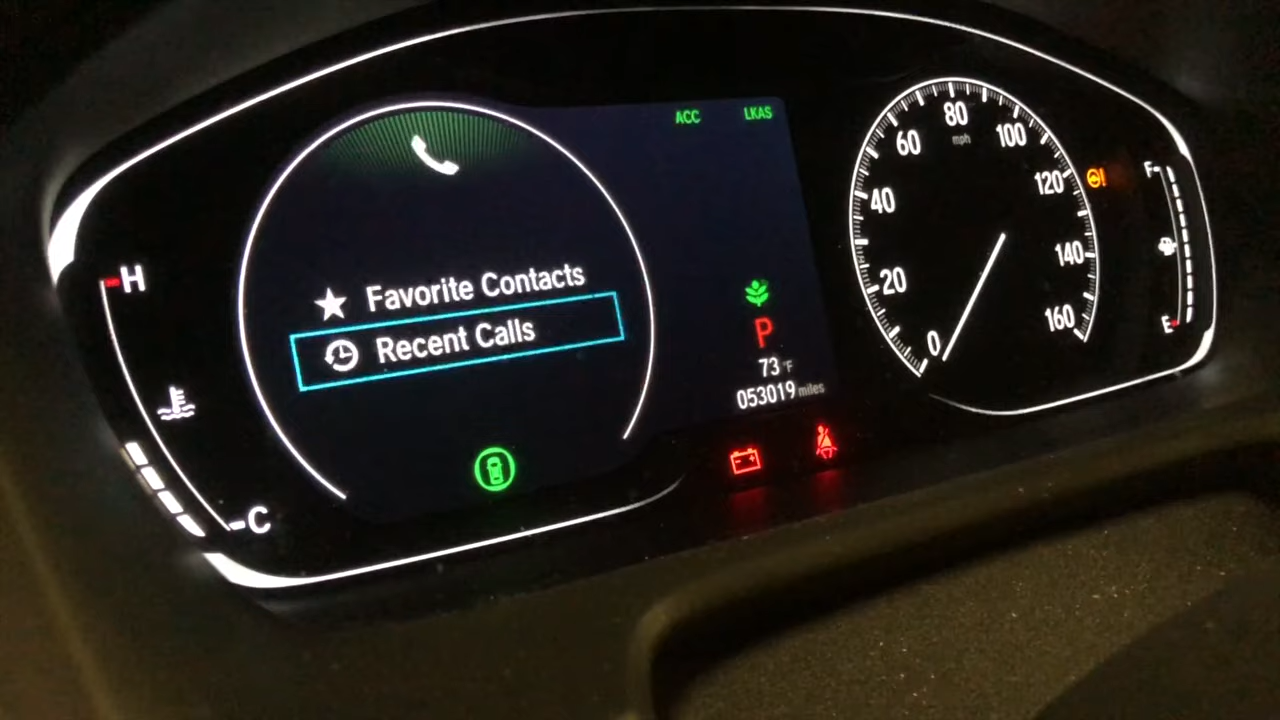 ACC LKAS
H
C
Favorite Contacts
Recent Calls
P
73 °F
053019 miles
0
20
40
60
80
mph
100
120
140
160
F
E